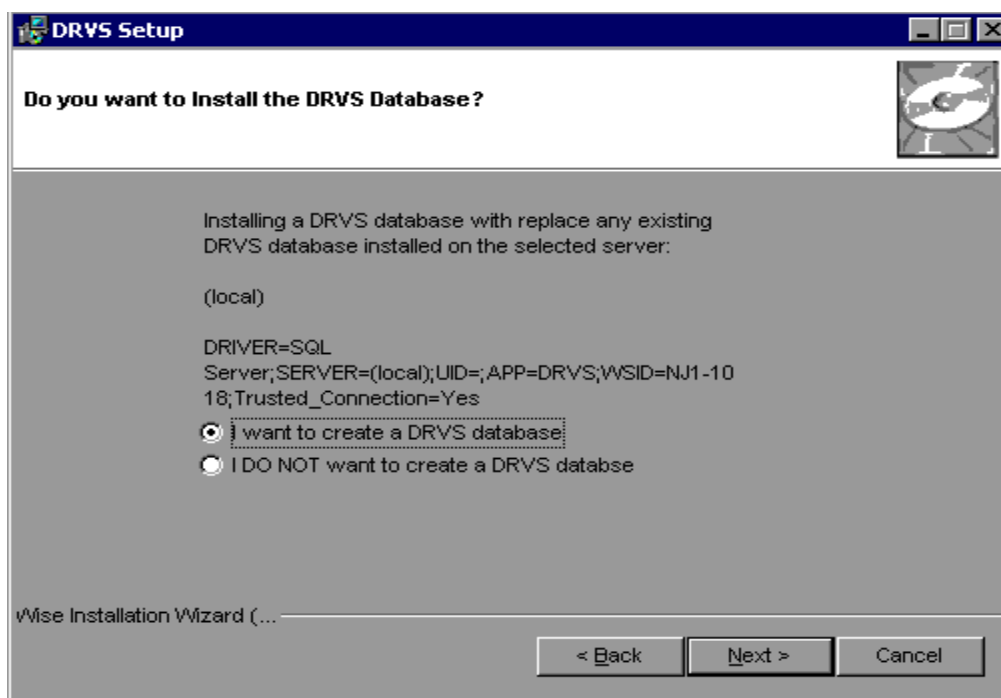 DRVS Setup
Do you want to Install the DRVS Database?
Installing a DRVS database with replace any existing
DRVS database installed on the selected server:
(local)
DRIVER=SQL
Server;SERVER=(local);UID=;APP=DRVS;WSID=NJ1-10
18;Trusted_Connection=Yes
I want to create a DRVS database
I DO NOT want to create a DRVS databse
Wise Installation Wizard (...
< Back
Next >
Cancel